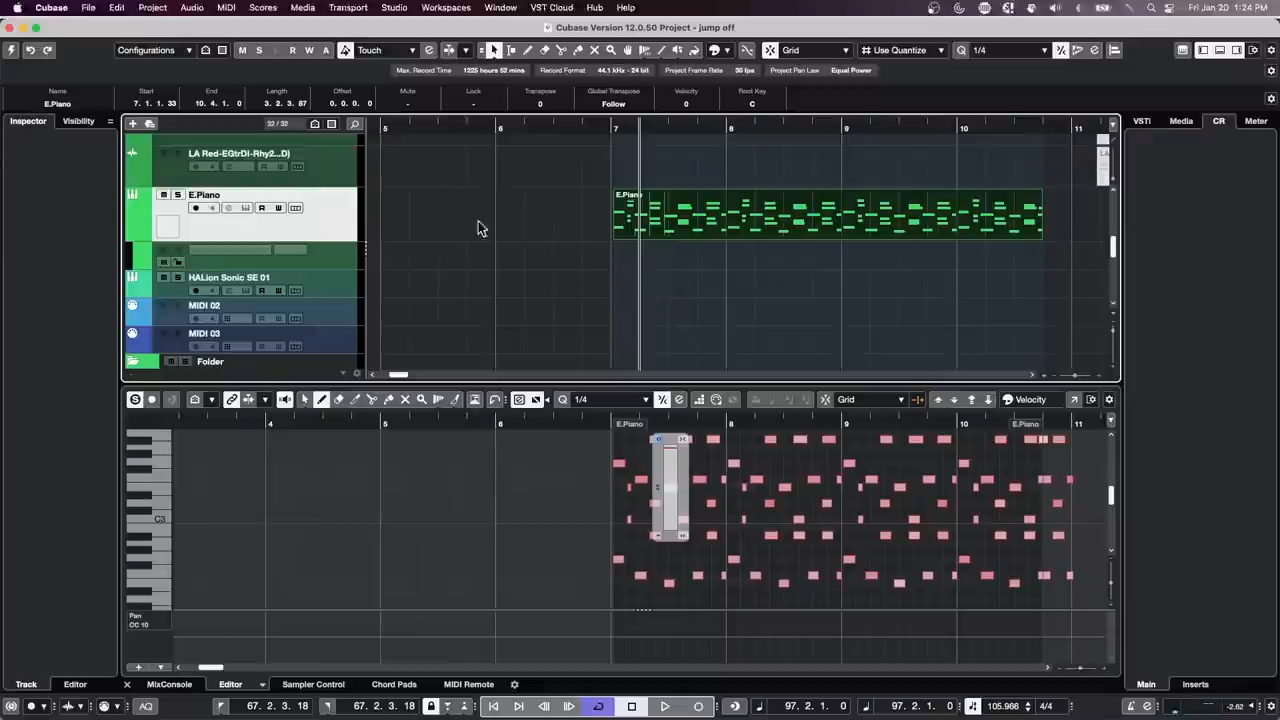 Cubase File Edit Project Audio MIDI Scores Media Transport Studio Workspaces Window VST Cloud Hub Help
Fri Jan 20 1:24 PM
Cubase Version 12.0.50 Project - jump off
Configurations M S L R W A Touch Grid Use Quantize 1/4
Max. Record Time 1225 hours 52 mins Record Format 44.1 kHz - 24 bit Project Frame Rate 30 fps Project Pan Law Equal Power
Name Start End Length Offset Mute Lock Transpose Global Transpose Velocity Root Key
E.Piano 7. 1. 1. 33 10. 4. 1. 0 3. 2. 3. 87 0. 0. 0. 0 - - 0 Follow 0 C
Inspector Visibility 32 / 32 5 6 7 8 9 10 11 VSTi Media CR Meter
LA Red-EGtrDI-Rhy2...D) LA
E.Piano E.Piano
HALion Sonic SE 01
MIDI 02
MIDI 03
M S Folder
S 1/4 Grid Velocity
4 5 6 E.Piano 8 9 10 E.Piano 11
C3
Pan
CC 10
Track Editor MixConsole Editor Sampler Control Chord Pads MIDI Remote Main Inserts
AQ 67. 2. 3. 18 67. 2. 3. 18 97. 2. 1. 0 97. 2. 1. 0 105.966 4/4 -2.62